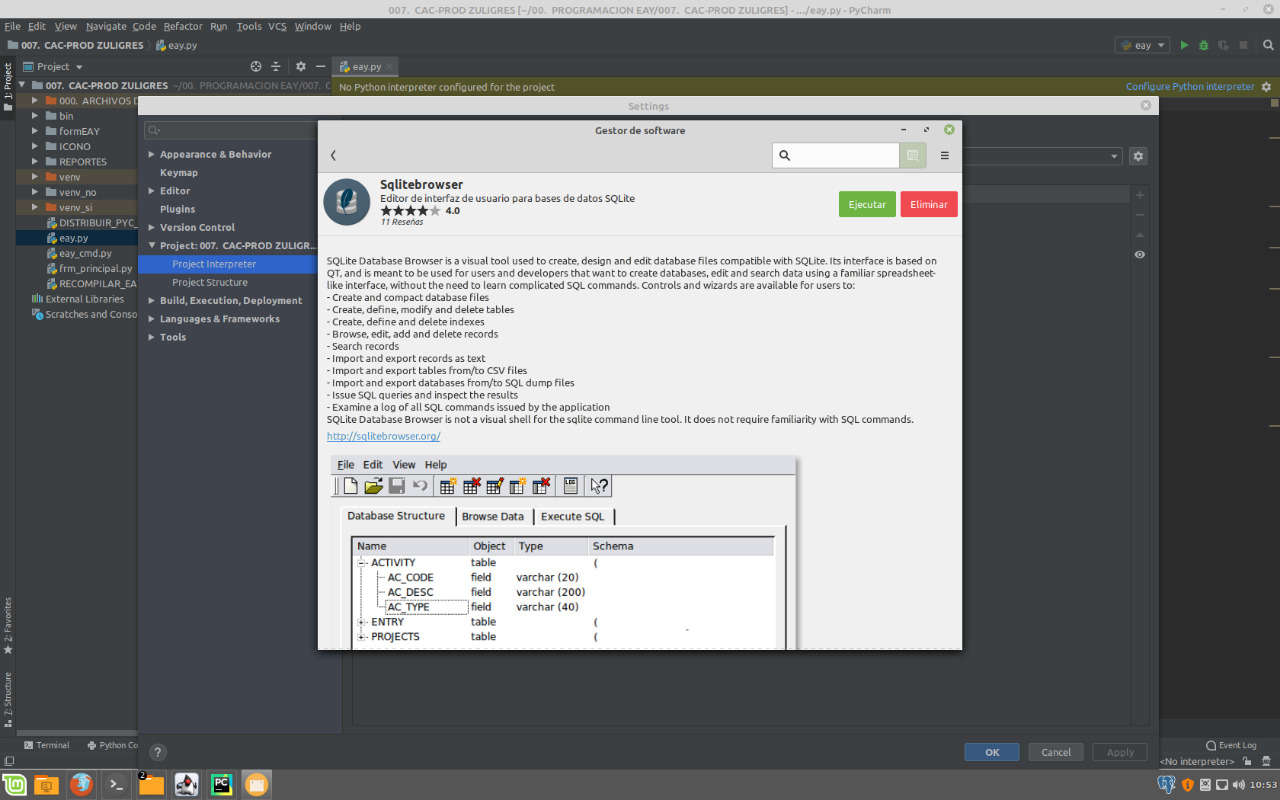 007. CAC-PROD ZULIGRES [~/00. PROGRAMACION EAY/007. CAC-PROD ZULIGRES] - .../eay.py - PyCharm
File Edit View Navigate Code Refactor Run Tools VCS Window Help
007. CAC-PROD ZULIGRES eay.py
eay
Project
eay.py
1: Project
007. CAC-PROD ZULIGRES ~/00. PROGRAMACION EAY/007. C
No Python interpreter configured for the project
Configure Python interpreter
000. ARCHIVOS D
bin
formEAY
ICONO
REPORTES
venv
venv_no
venv_si
DISTRIBUIR_PYC_
eay.py
eay_cmd.py
frm_principal.py
RECOMPILAR_EA
External Libraries
Scratches and Conso
Settings
Appearance & Behavior
Keymap
Editor
Plugins
Version Control
Project: 007. CAC-PROD ZULIGR...
Project Interpreter
Project Structure
Build, Execution, Deployment
Languages & Frameworks
Tools
Gestor de software
Sqlitebrowser
Editor de interfaz de usuario para bases de datos SQLite
4.0
11 Reseñas
Ejecutar
Eliminar
SQLite Database Browser is a visual tool used to create, design and edit database files compatible with SQLite. Its interface is based on
QT, and is meant to be used for users and developers that want to create databases, edit and search data using a familiar spreadsheet-
like interface, without the need to learn complicated SQL commands. Controls and wizards are available for users to:
- Create and compact database files
- Create, define, modify and delete tables
- Create, define and delete indexes
- Browse, edit, add and delete records
- Search records
- Import and export records as text
- Import and export tables from/to CSV files
- Import and export databases from/to SQL dump files
- Issue SQL queries and inspect the results
- Examine a log of all SQL commands issued by the application
SQLite Database Browser is not a visual shell for the sqlite command line tool. It does not require familiarity with SQL commands.
http://sqlitebrowser.org/
File Edit View Help
LOG
Database Structure Browse Data Execute SQL
Name Object Type Schema
ACTIVITY table (
AC_CODE field varchar (20)
AC_DESC field varchar (200)
AC_TYPE field varchar (40)
ENTRY table (
PROJECTS table (
2: Favorites
7: Structure
OK
Cancel
Apply
Terminal
Python Co
Event Log
<No interpreter>
2
PC
10:53